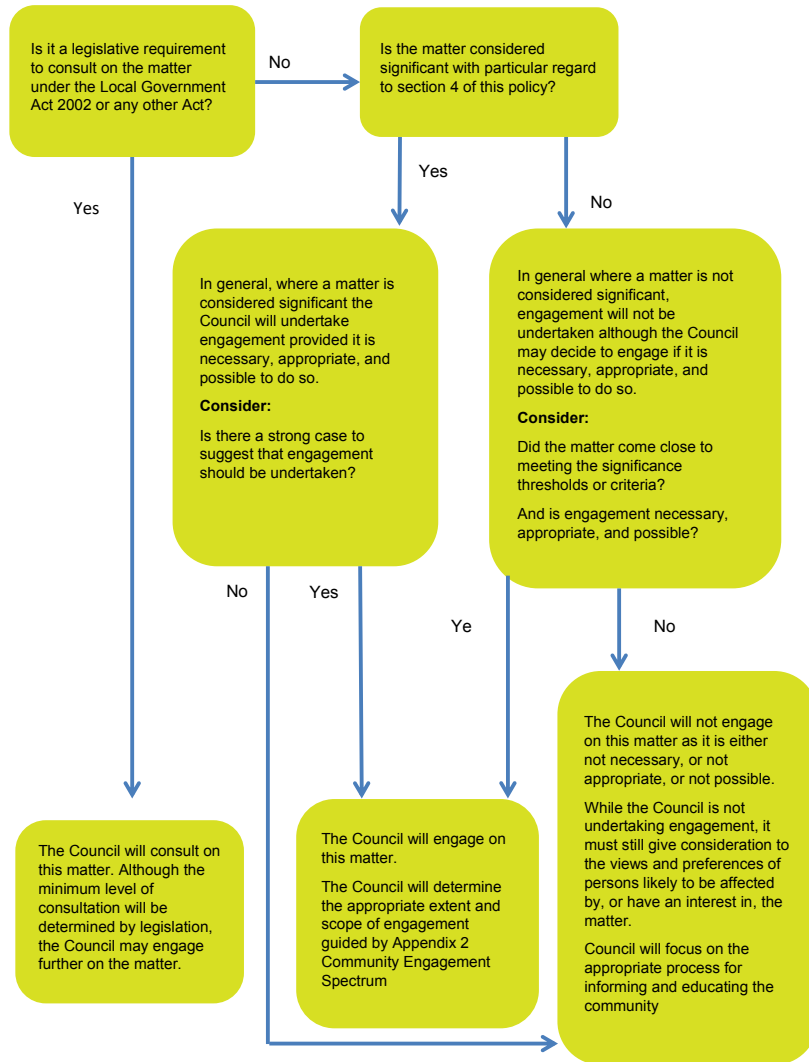 Is it a legislative requirement
to consult on the matter
under the Local Government
Act 2002 or any other Act?
No
Is the matter considered
significant with particular regard
to section 4 of this policy?
Yes
Yes
No
In general, where a matter is
considered significant the
Council will undertake
engagement provided it is
necessary, appropriate, and
possible to do so.
Consider:
Is there a strong case to
suggest that engagement
should be undertaken?
In general where a matter is not
considered significant,
engagement will not be
undertaken although the Council
may decide to engage if it is
necessary, appropriate, and
possible to do so.
Consider:
Did the matter come close to
meeting the significance
thresholds or criteria?
And is engagement necessary,
appropriate, and possible?
No
Yes
Ye
No
The Council will consult on
this matter. Although the
minimum level of
consultation will be
determined by legislation,
the Council may engage
further on the matter.
The Council will engage on
this matter.
The Council will determine
the appropriate extent and
scope of engagement
guided by Appendix 2
Community Engagement
Spectrum
The Council will not engage
on this matter as it is either
not necessary, or not
appropriate, or not possible.
While the Council is not
undertaking engagement, it
must still give consideration to
the views and preferences of
persons likely to be affected
by, or have an interest in, the
matter.
Council will focus on the
appropriate process for
informing and educating the
community